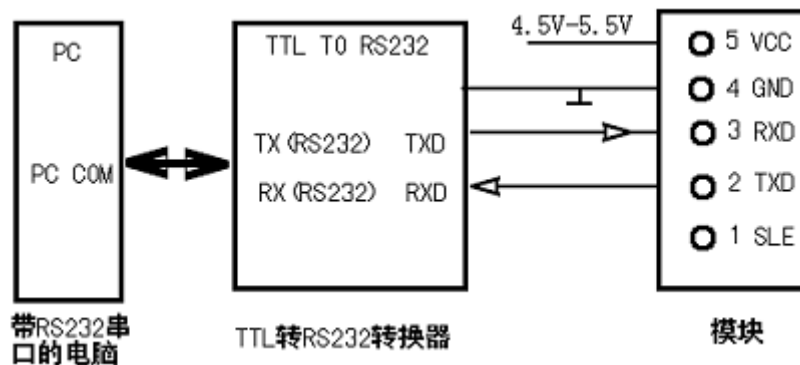 PC
PC COM
带RS232串
口的电脑
TTL TO RS232
TX(RS232) TXD
RX(RS232) RXD
TTL转RS232转换器
4.5V-5.5V
5 VCC
4 GND
3 RXD
2 TXD
1 SLE
模块